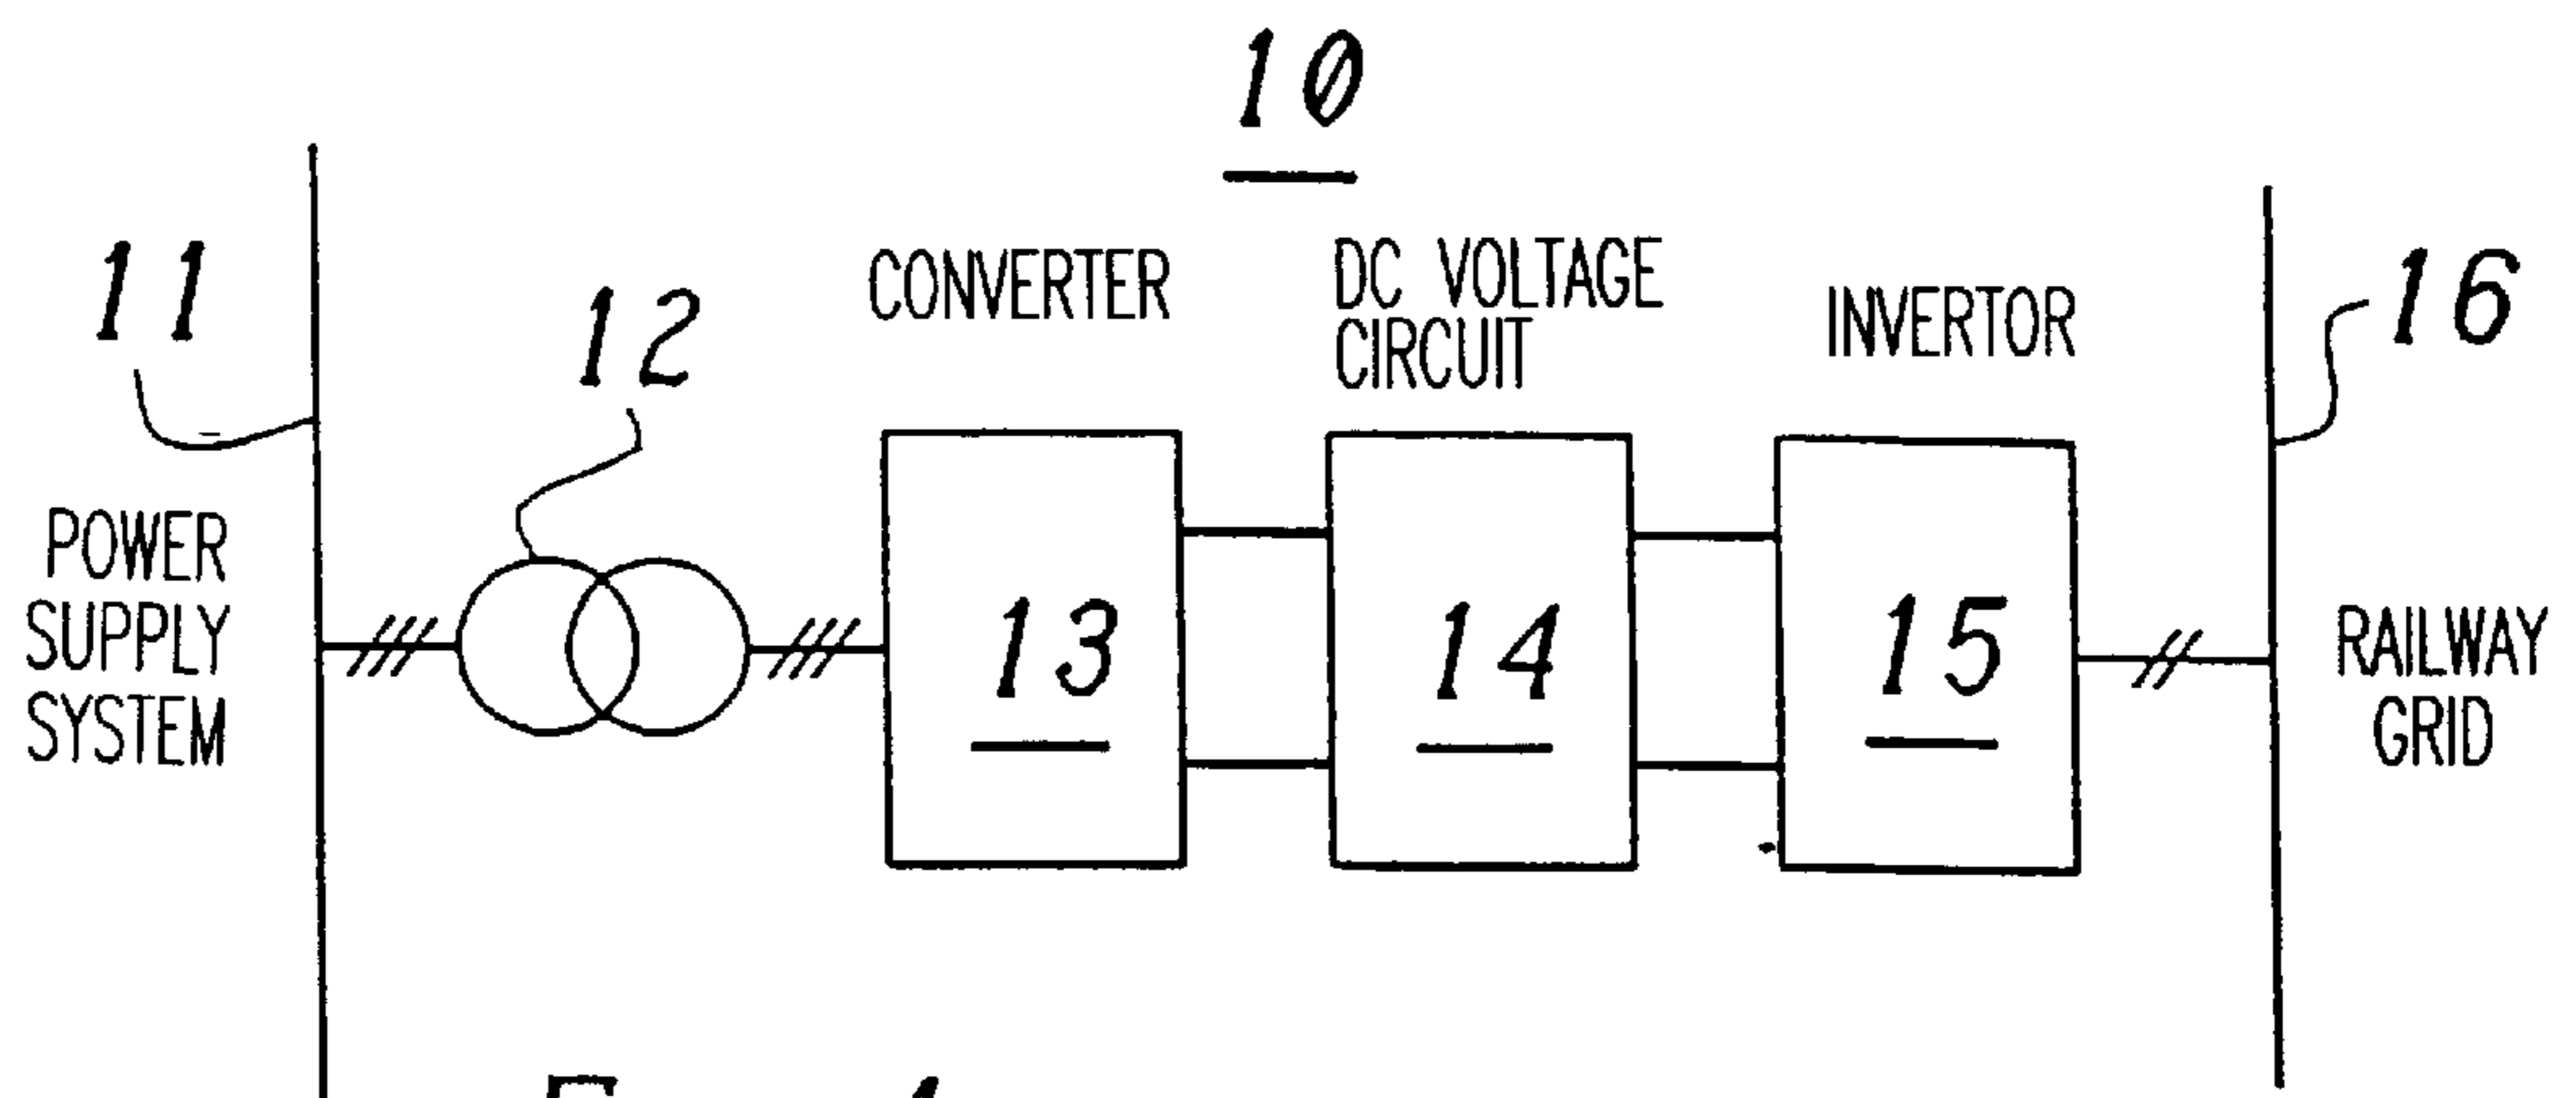 10
11
12
CONVERTER
DC VOLTAGE
CIRCUIT
INVERTOR
16
POWER
SUPPLY
SYSTEM
13
14
15
RAILWAY
GRID